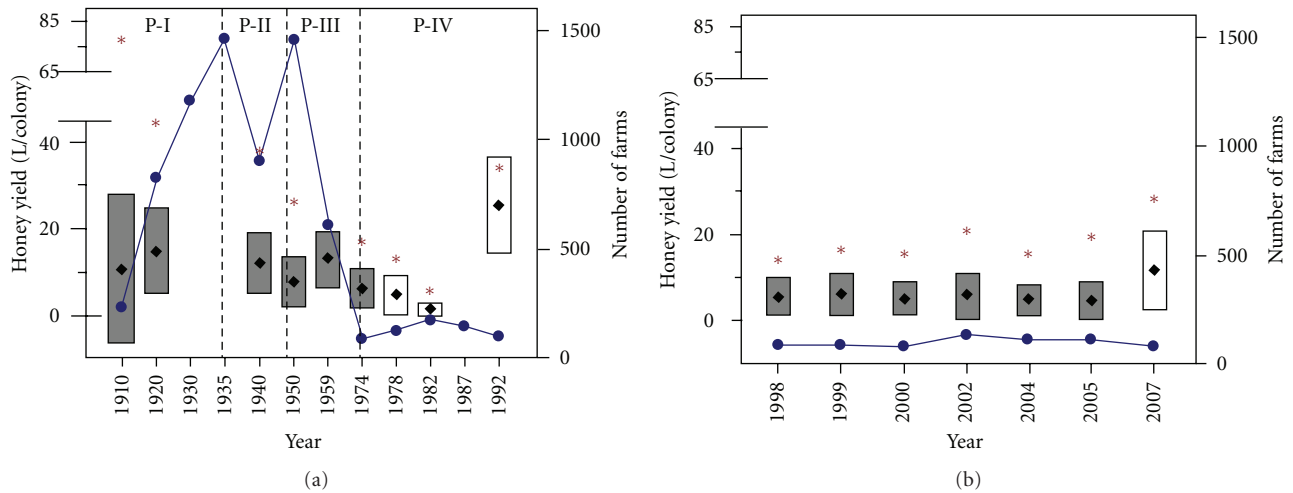 P-I P-II P-III P-IV
85
65
40
20
0
Honey yield (L/colony)
1500
1000
500
0
Number of farms
1910 1920 1930 1935 1940 1950 1959 1974 1978 1982 1987 1992
Year
(a)
85
65
40
20
0
Honey yield (L/colony)
1500
1000
500
0
Number of farms
1998 1999 2000 2002 2004 2005 2007
Year
(b)